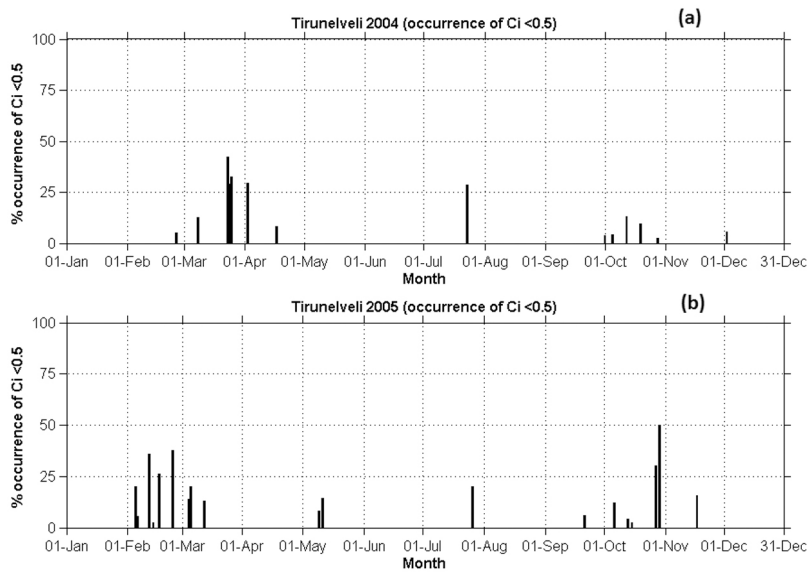 Tirunelveli 2004 (occurrence of Ci <0.5)
(a)
% occurrence of Ci <0.5
100
75
50
25
0
01-Jan 01-Feb 01-Mar 01-Apr 01-May 01-Jun 01-Jul 01-Aug 01-Sep 01-Oct 01-Nov 01-Dec 31-Dec
Month
Tirunelveli 2005 (occurrence of Ci <0.5)
(b)
% occurrence of Ci <0.5
100
75
50
25
0
01-Jan 01-Feb 01-Mar 01-Apr 01-May 01-Jun 01-Jul 01-Aug 01-Sep 01-Oct 01-Nov 01-Dec 31-Dec
Month